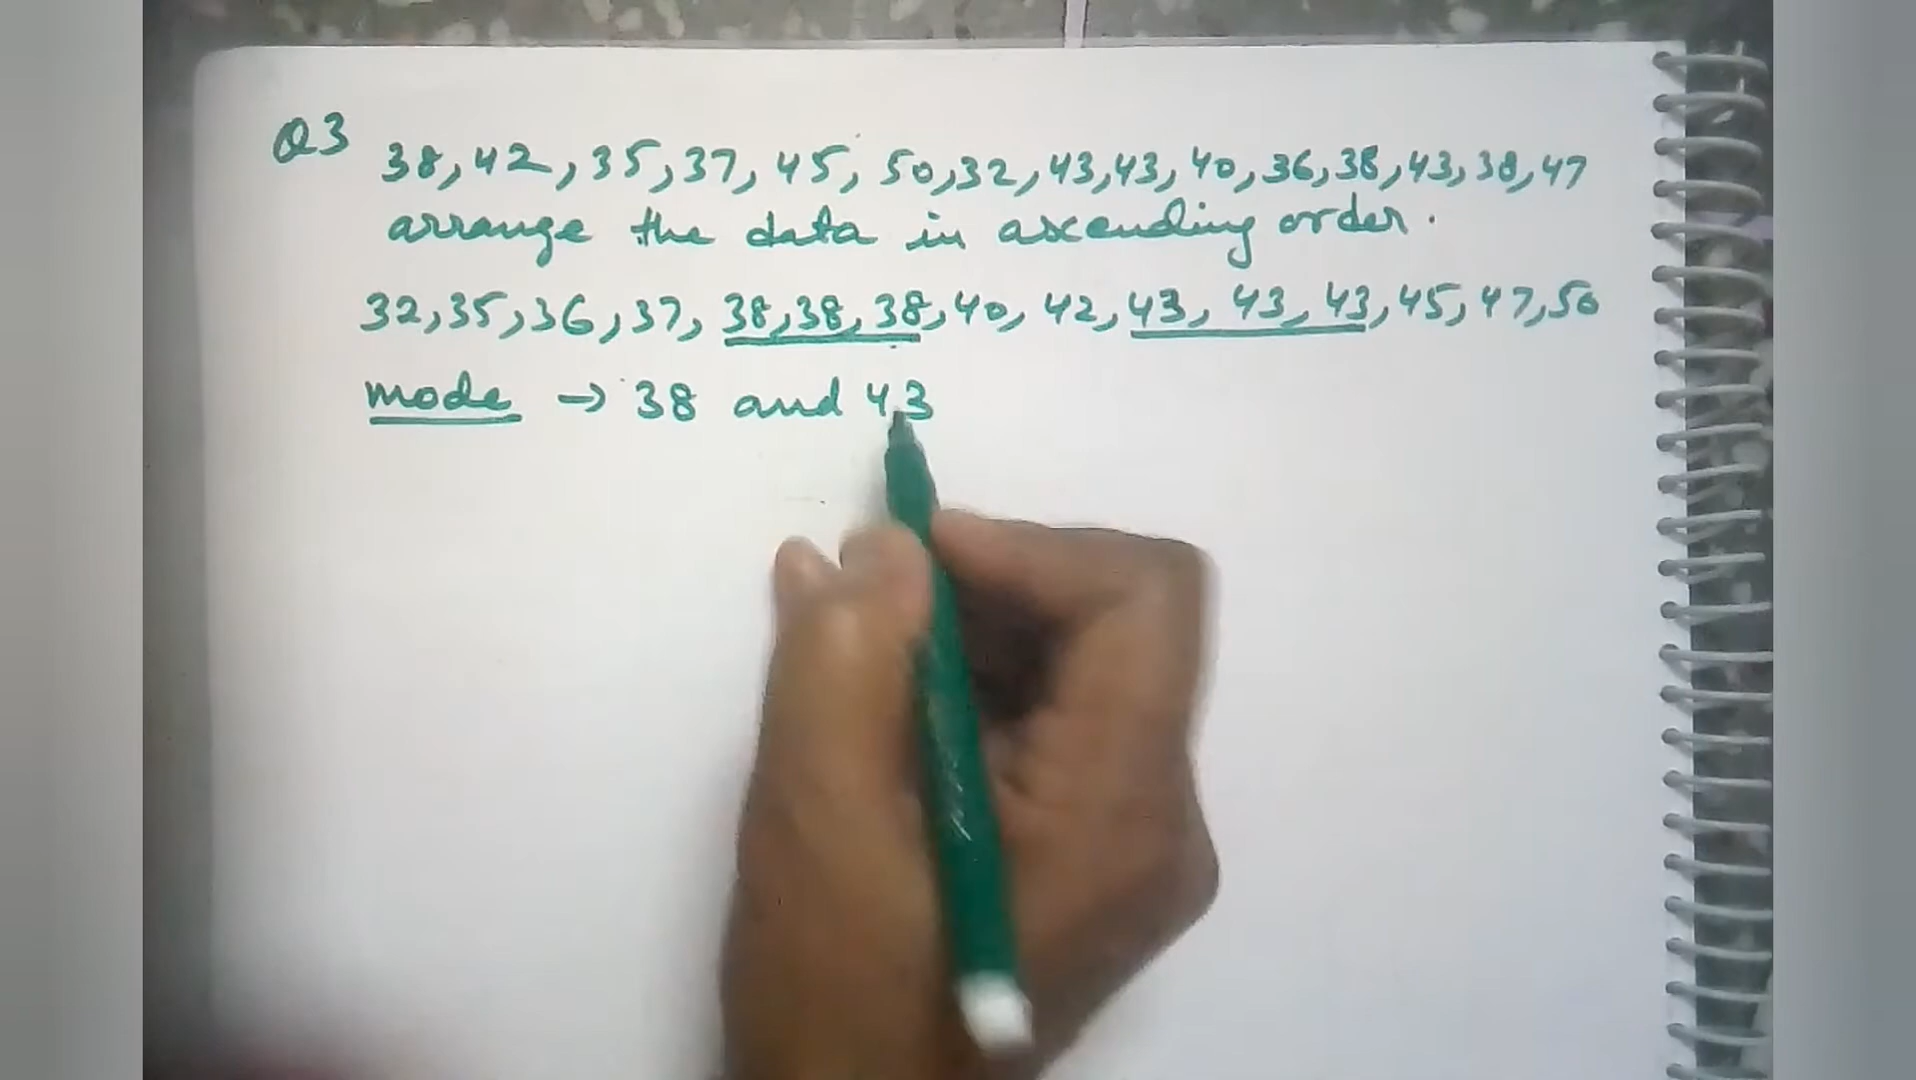 Q3 38, 42, 35, 37, 45, 50, 32, 43, 43, 40, 36, 38, 43, 38, 47
arrange the data in ascending order.
32, 35, 36, 37, 38, 38, 38, 40, 42, 43, 43, 43, 45, 47, 50
mode → 38 and 43